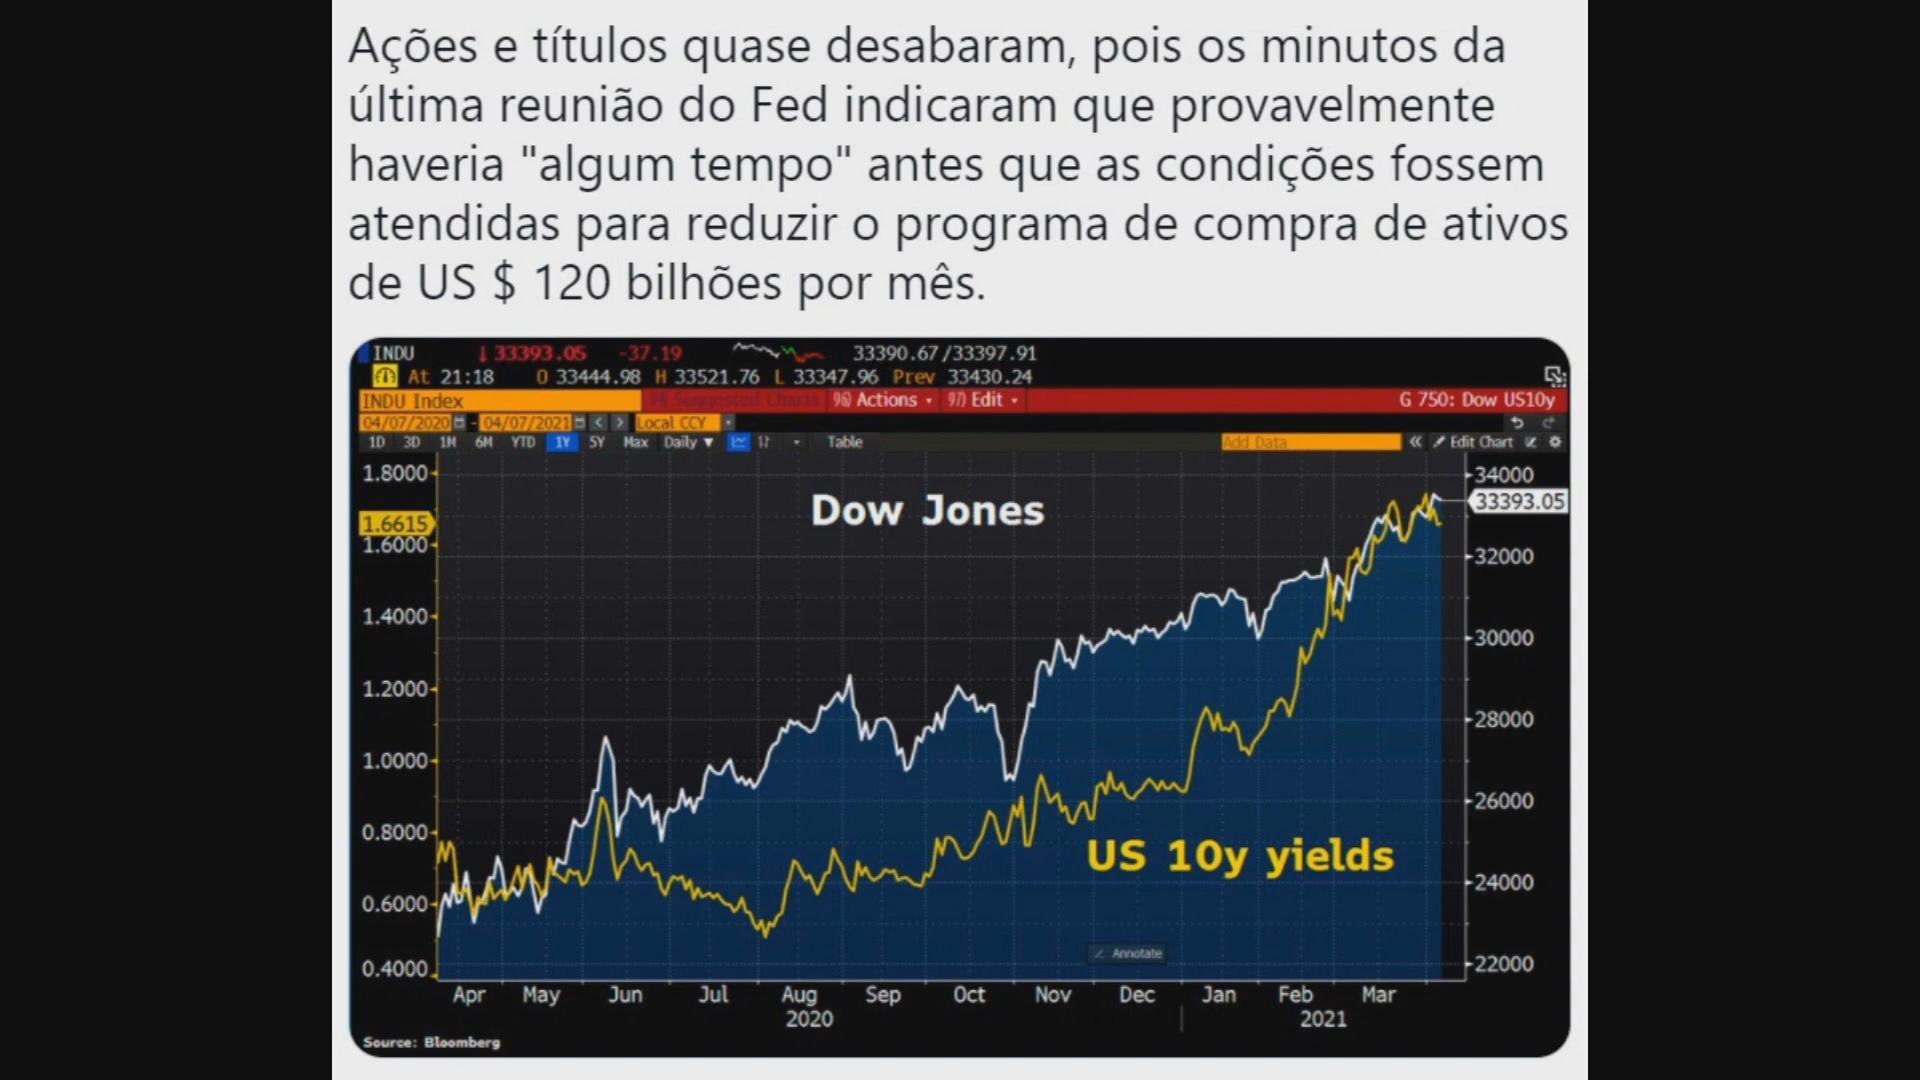 Ações e títulos quase desabaram, pois os minutos da
última reunião do Fed indicaram que provavelmente
haveria "algum tempo" antes que as condições fossem
atendidas para reduzir o programa de compra de ativos
de US $ 120 bilhões por mês.
INDU ↓33393.05 -37.19 33390.67/33397.91
At 21:18 O 33444.98 H 33521.76 L 33347.96 Prev 33430.24
INDU Index 96) Actions 97) Edit G 750: Dow US10y
04/07/2020 - 04/07/2021 < > Local CCY
1D 3D 1M 6M YTD 1Y 5Y Max Daily ▼ Table Add Data « Edit Chart
Dow Jones
US 10y yields
Annotate
1.8000
1.6615
1.6000
1.4000
1.2000
1.0000
0.8000
0.6000
0.4000
34000
33393.05
32000
30000
28000
26000
24000
22000
Apr May Jun Jul Aug Sep Oct Nov Dec Jan Feb Mar
2020 2021
Source: Bloomberg